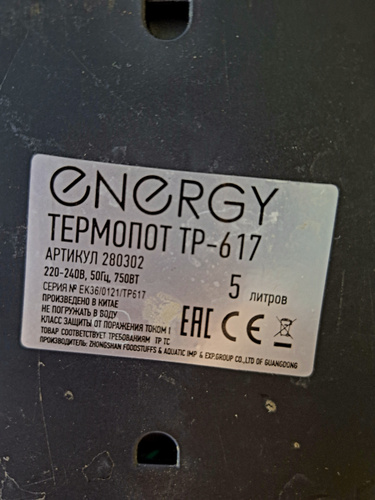 eNeRGY
ТЕРМОПОТ TP-617
АРТИКУЛ 280302
220-240В, 50Гц, 750ВТ
5 литров
СЕРИЯ № EK36/0121/TP617
ПРОИЗВЕДЕНО В КИТАЕ
НЕ ПОГРУЖАТЬ В ВОДУ
КЛАСС ЗАЩИТЫ ОТ ПОРАЖЕНИЯ ТОКОМ I
ТОВАР СООТВЕТСТВУЕТ ТРЕБОВАНИЯМ ТР ТС
EAC CE
ПРОИЗВОДИТЕЛЬ: ZHONGSHAN FOODSTUFFS & AQUATIC IMP & EXP.GROUP CO., LTD OF GUANGDONG